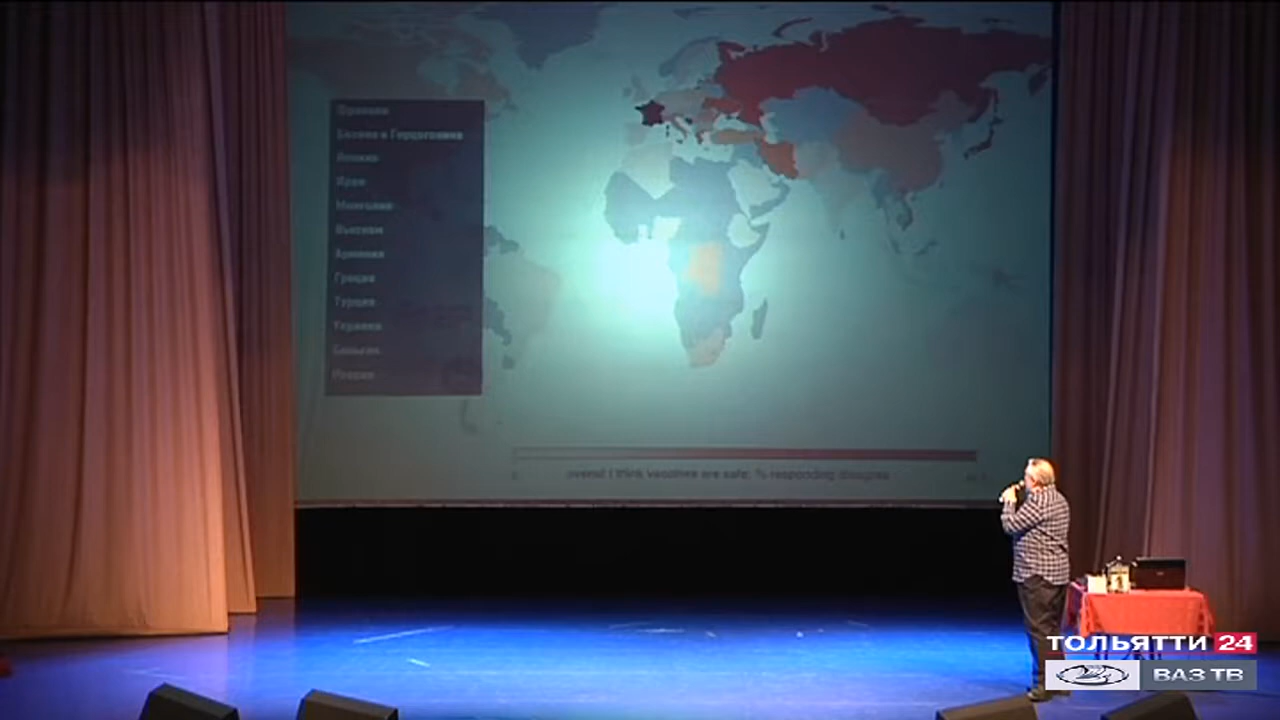 Франция
Босния и Герцеговина
Япония
Иран
Монголия
Вьетнам
Армения
Греция
Турция
Украина
Бельгия
Россия
overall I think vaccines are safe: % responding disagree
ТОЛЬЯТТИ 24
ВАЗ ТВ